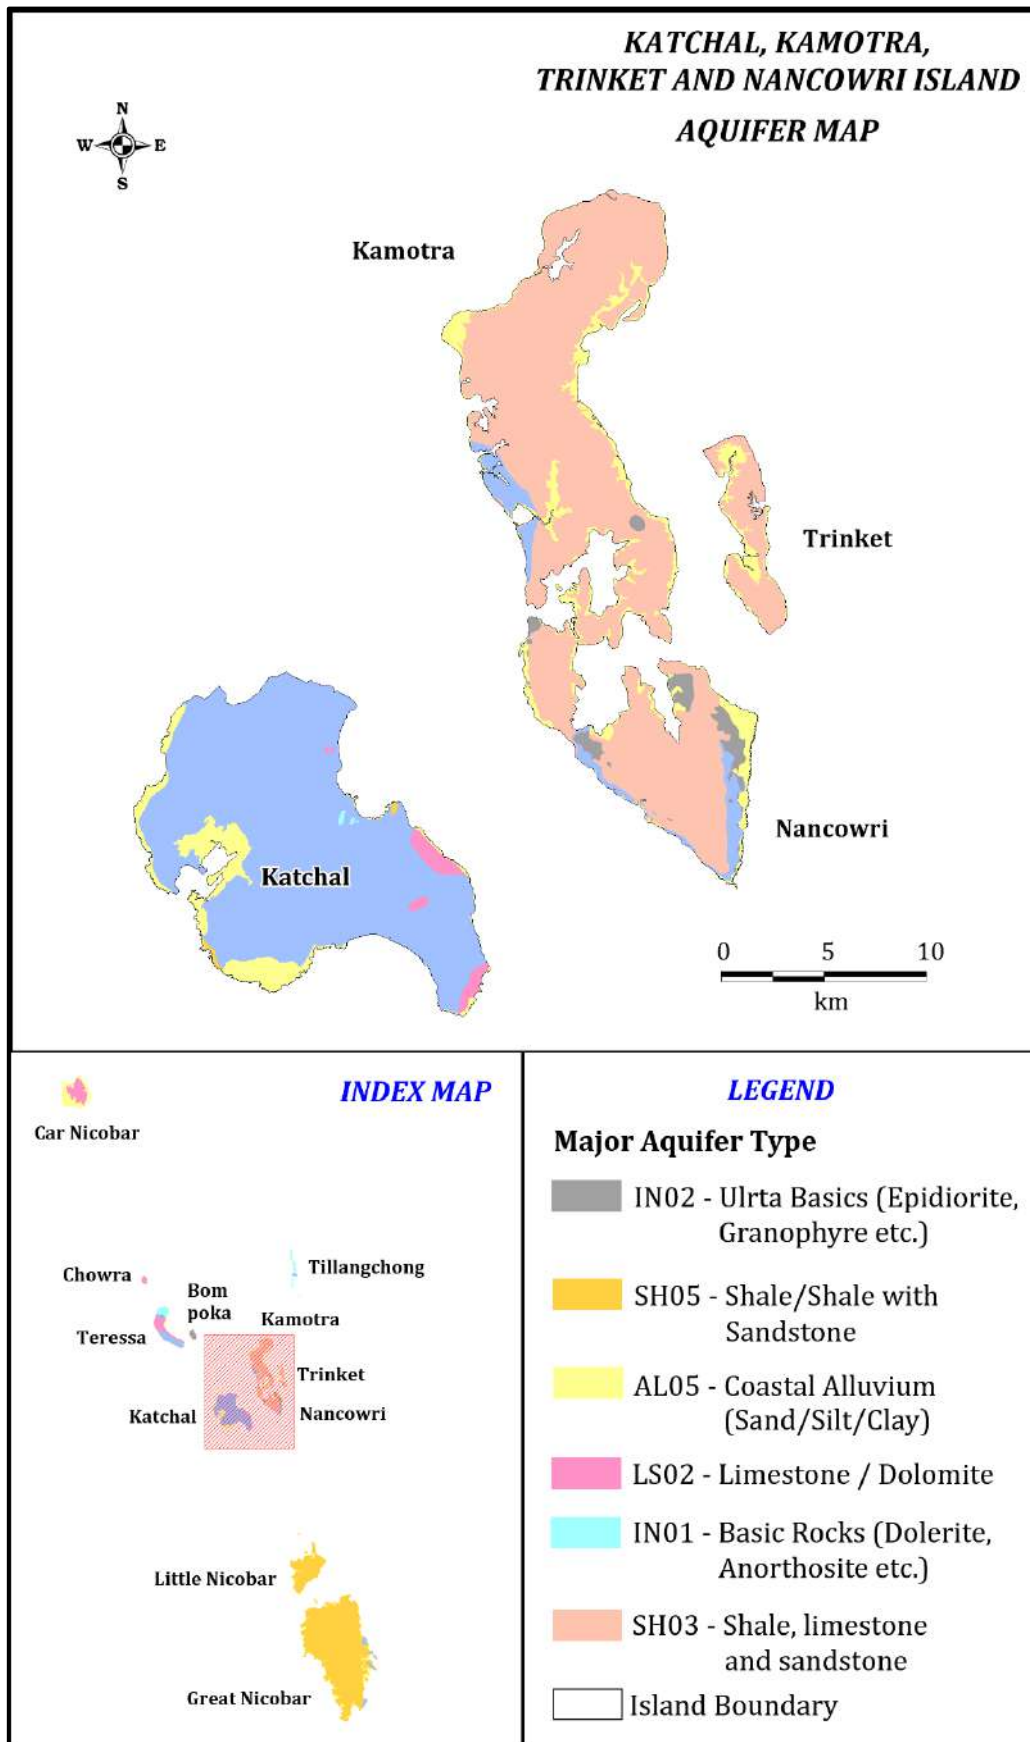 KATCHAL, KAMOTRA,
TRINKET AND NANCOWRI ISLAND
AQUIFER MAP
N
W E
S
Kamotra
Trinket
Nancowri
Katchal
0 5 10
km
INDEX MAP
Car Nicobar
Chowra
Bom
poka
Tillangchong
Teressa
Kamotra
Trinket
Katchal
Nancowri
Little Nicobar
Great Nicobar
LEGEND
Major Aquifer Type
IN02 - Ulrta Basics (Epidiorite,
Granophyre etc.)
SH05 - Shale/Shale with
Sandstone
AL05 - Coastal Alluvium
(Sand/Silt/Clay)
LS02 - Limestone / Dolomite
IN01 - Basic Rocks (Dolerite,
Anorthosite etc.)
SH03 - Shale, limestone
and sandstone
Island Boundary